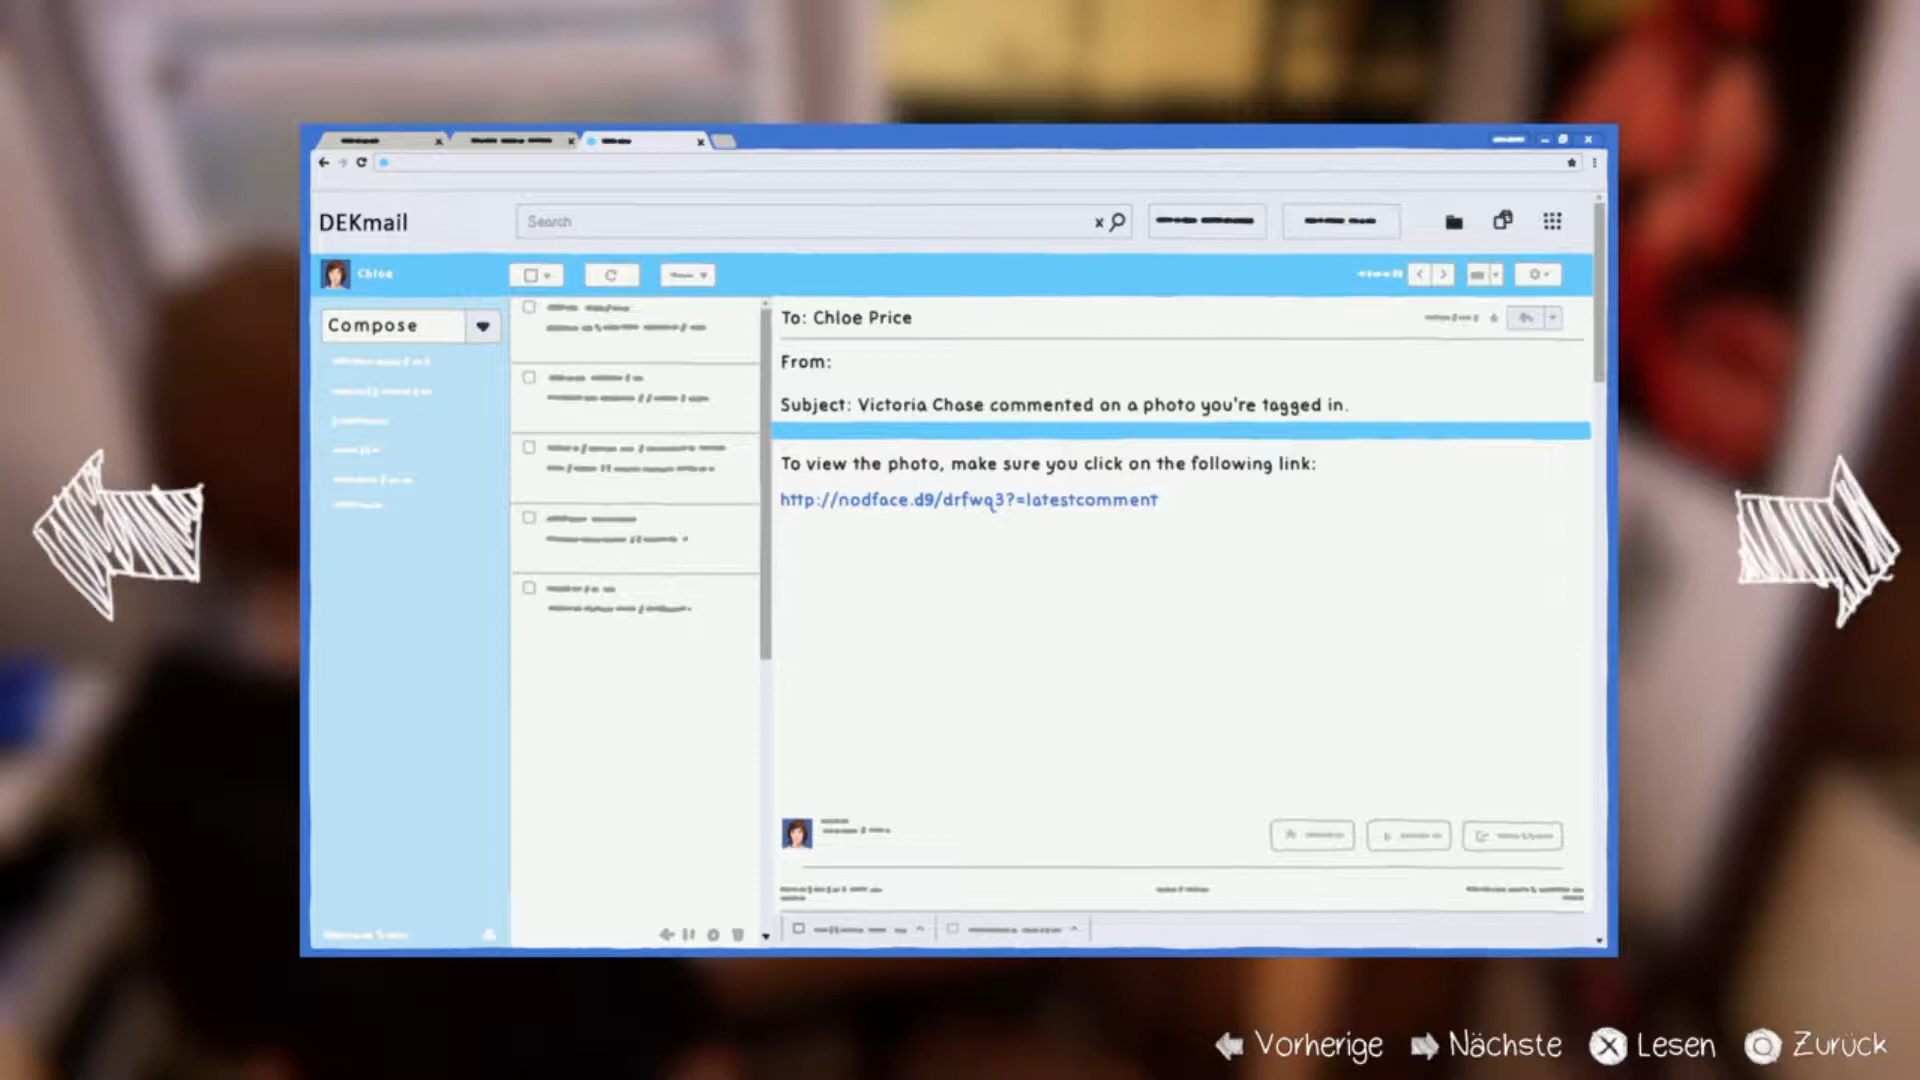 DEKmail
Search
Chloe
Compose
To: Chloe Price
From:
Subject: Victoria Chase commented on a photo you're tagged in.
To view the photo, make sure you click on the following link:
http://nodface.d9/drfwq3?=latestcomment
Vorherige
Nächste
Lesen
Zurück